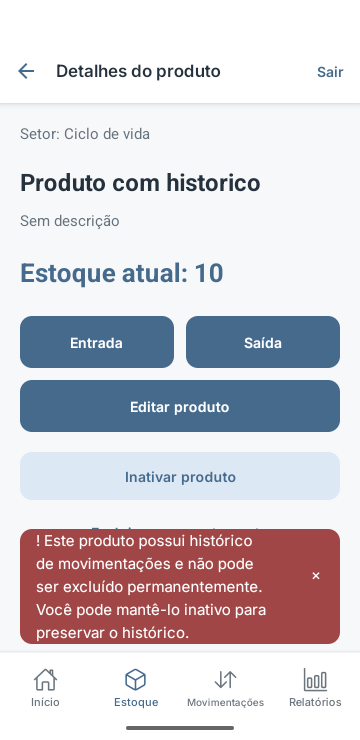 Detalhes do produto
Sair
Setor: Ciclo de vida
Produto com historico
Sem descrição
Estoque atual: 10
Entrada
Saída
Editar produto
Inativar produto
! Este produto possui histórico
de movimentações e não pode
ser excluído permanentemente.
Você pode mantê-lo inativo para
preservar o histórico.
×
Início
Estoque
Movimentações
Relatórios